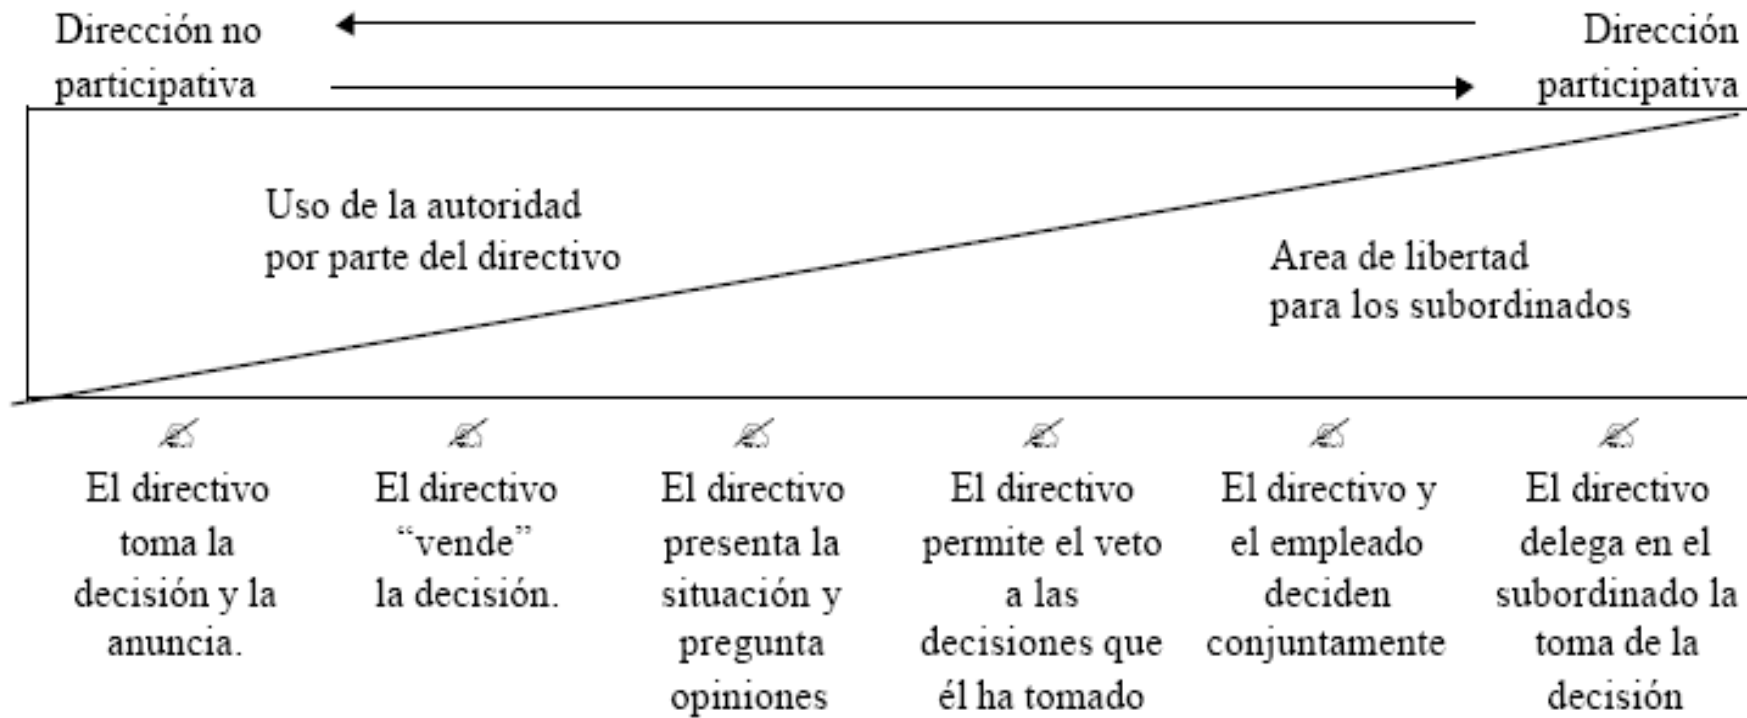 Dirección no
participativa
Dirección
participativa
Uso de la autoridad
por parte del directivo
Area de libertad
para los subordinados
El directivo
toma la
decisión y la
anuncia.
El directivo
“vende”
la decisión.
El directivo
presenta la
situación y
pregunta
opiniones
El directivo
permite el veto
a las
decisiones que
él ha tomado
El directivo y
el empleado
deciden
conjuntamente
El directivo
delega en el
subordinado la
toma de la
decisión